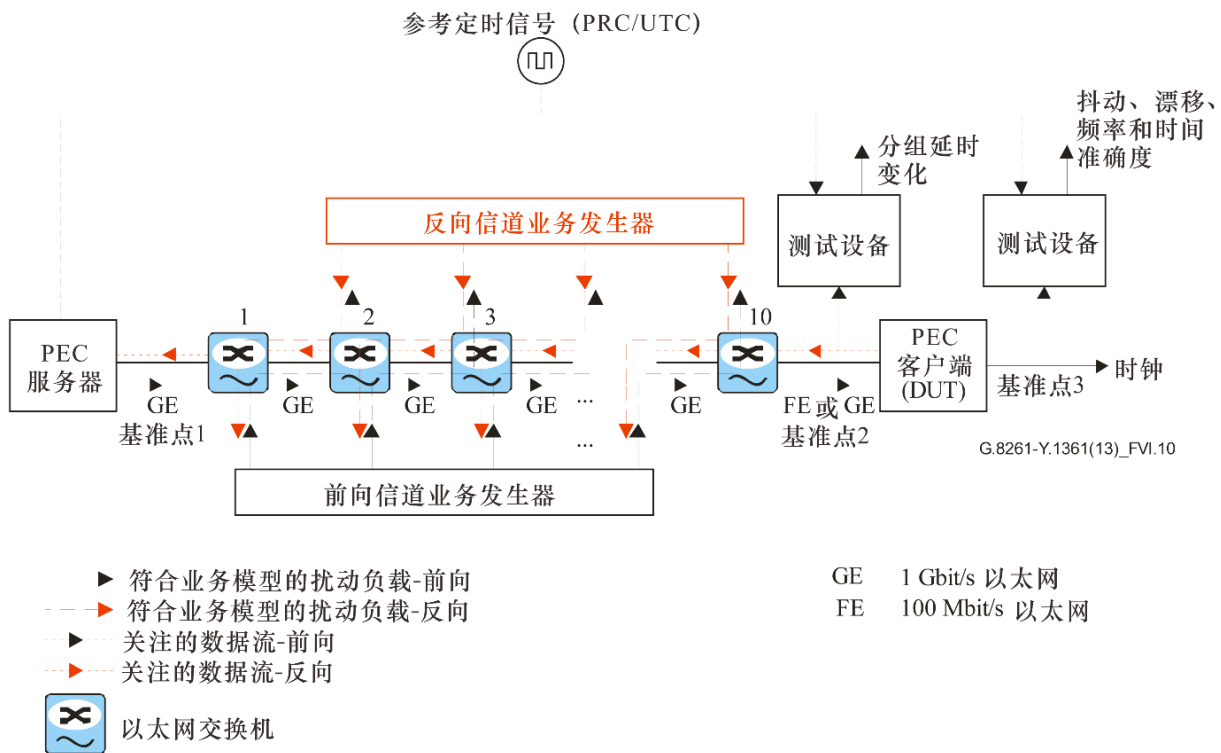 参考定时信号（PRC/UTC）
抖动、漂移、
频率和时间
准确度
分组延时
变化
反向信道业务发生器
测试设备
测试设备
1
2
3
10
PEC
服务器
PEC
客户端
(DUT)
时钟
基准点3
GE
GE
GE
GE
...
GE
FE 或 GE
基准点1
基准点2
...
G.8261-Y.1361(13)_FVI.10
前向信道业务发生器
符合业务模型的扰动负载-前向
符合业务模型的扰动负载-反向
关注的数据流-前向
关注的数据流-反向
以太网交换机
GE 1 Gbit/s 以太网
FE 100 Mbit/s 以太网